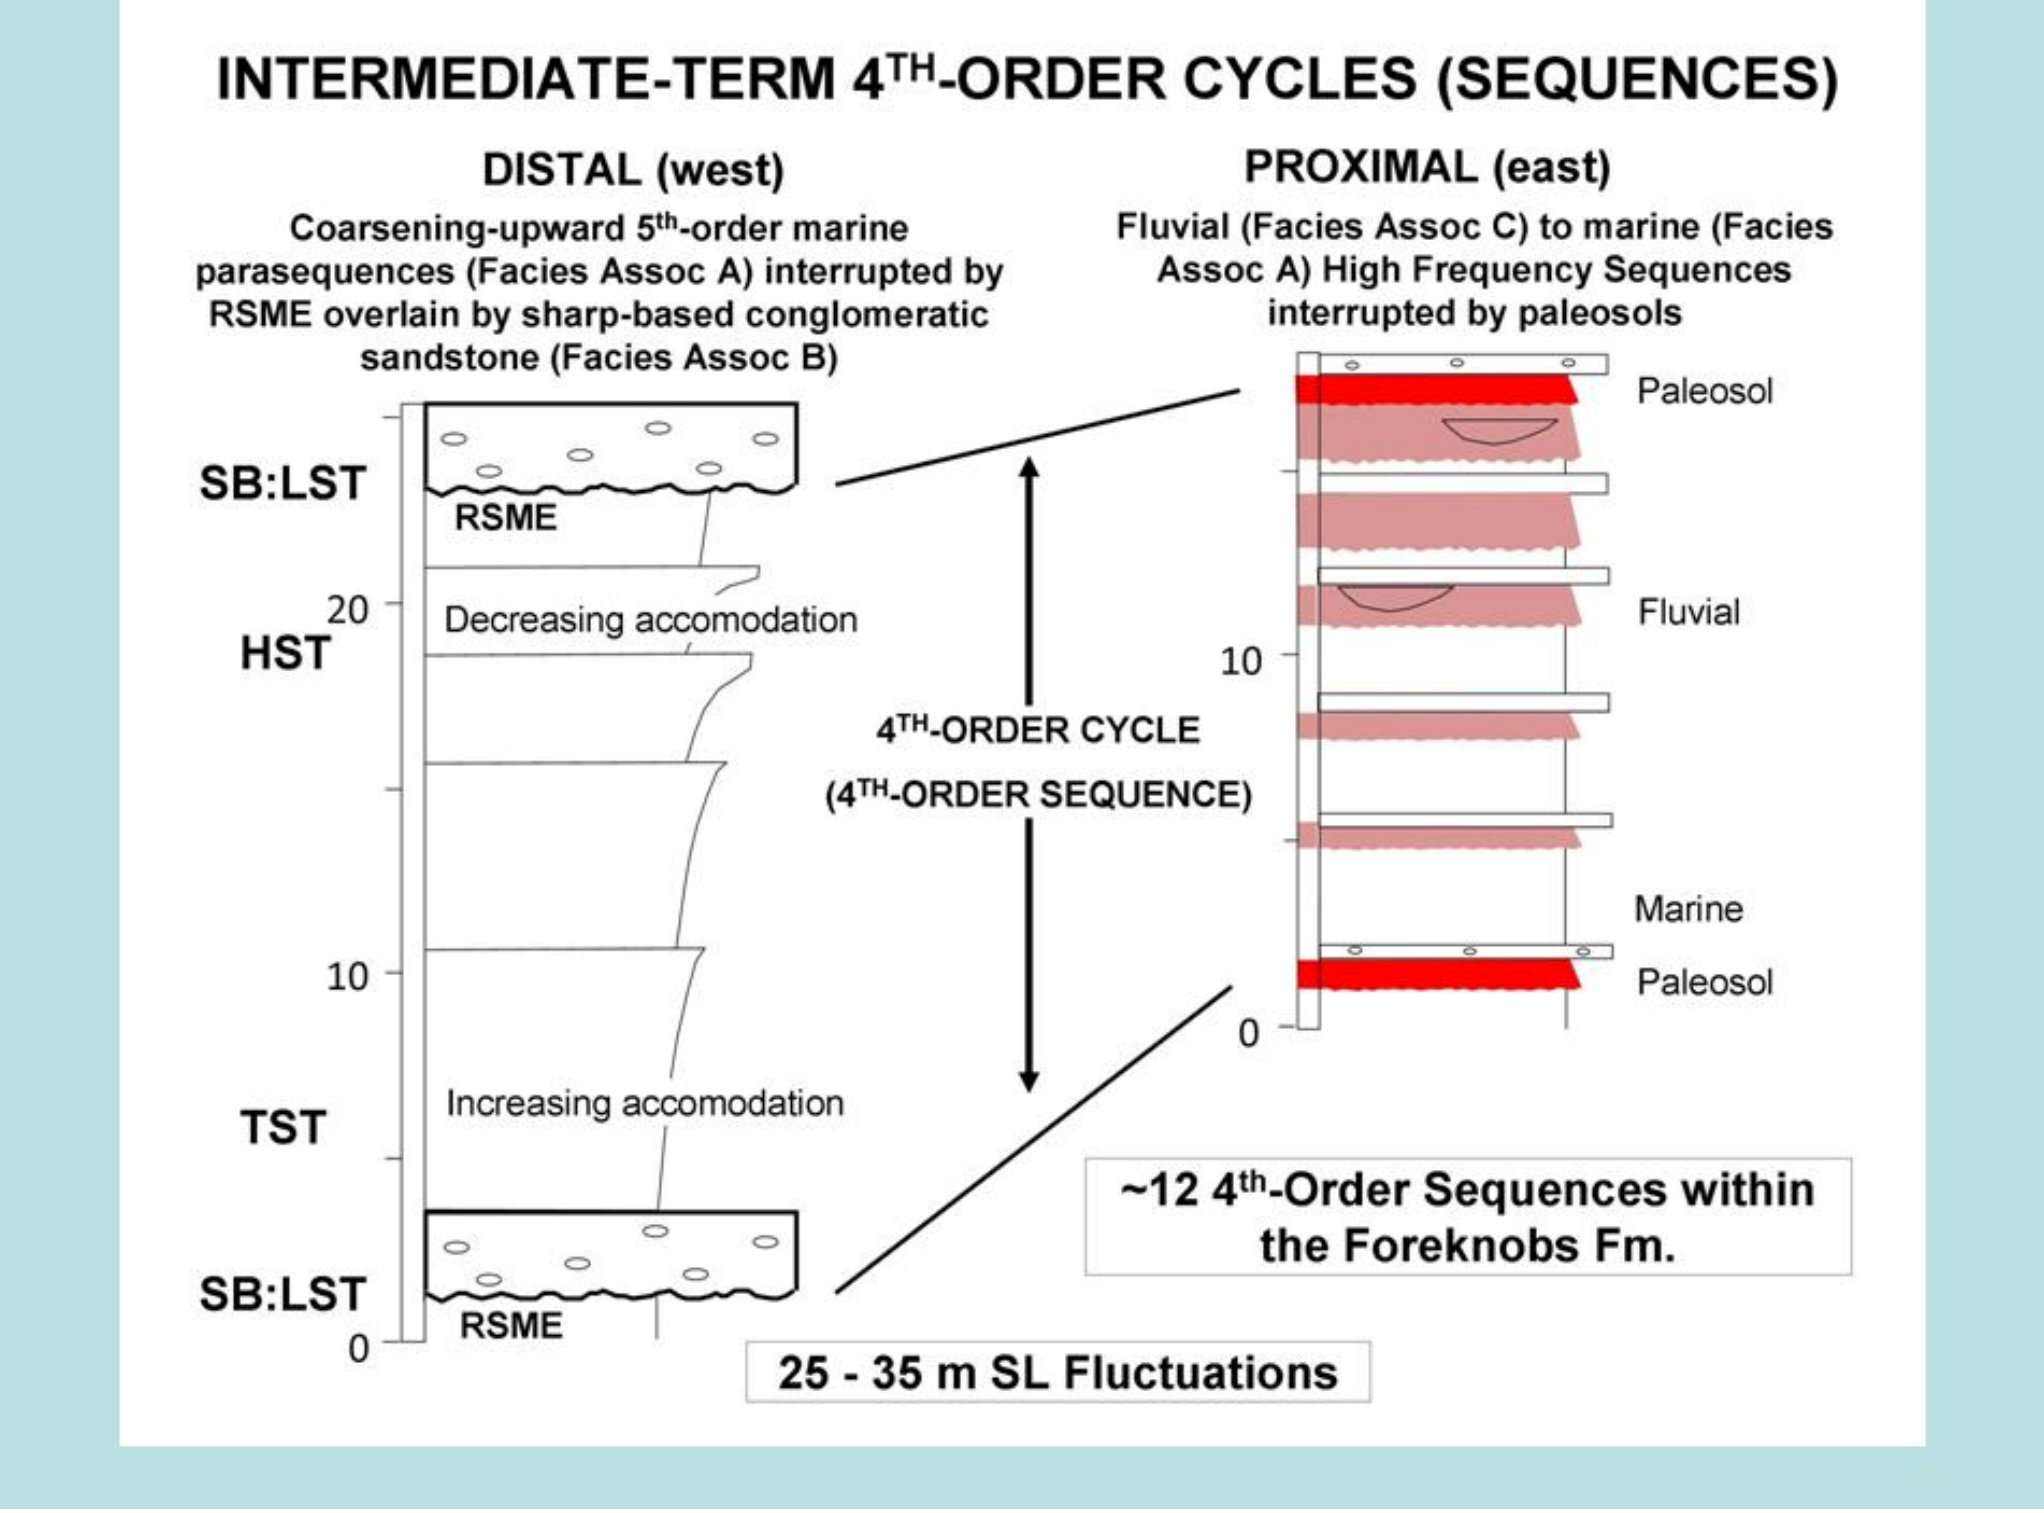 INTERMEDIATE-TERM 4TH-ORDER CYCLES (SEQUENCES)
DISTAL (west)
Coarsening-upward 5th-order marine
parasequences (Facies Assoc A) interrupted by
RSME overlain by sharp-based conglomeratic
sandstone (Facies Assoc B)
PROXIMAL (east)
Fluvial (Facies Assoc C) to marine (Facies
Assoc A) High Frequency Sequences
interrupted by paleosols
SB:LST
RSME
20
HST
Decreasing accomodation
10
TST
Increasing accomodation
SB:LST
RSME
0
4TH-ORDER CYCLE
(4TH-ORDER SEQUENCE)
Paleosol
Fluvial
10
Marine
Paleosol
0
~12 4th-Order Sequences within
the Foreknobs Fm.
25 - 35 m SL Fluctuations